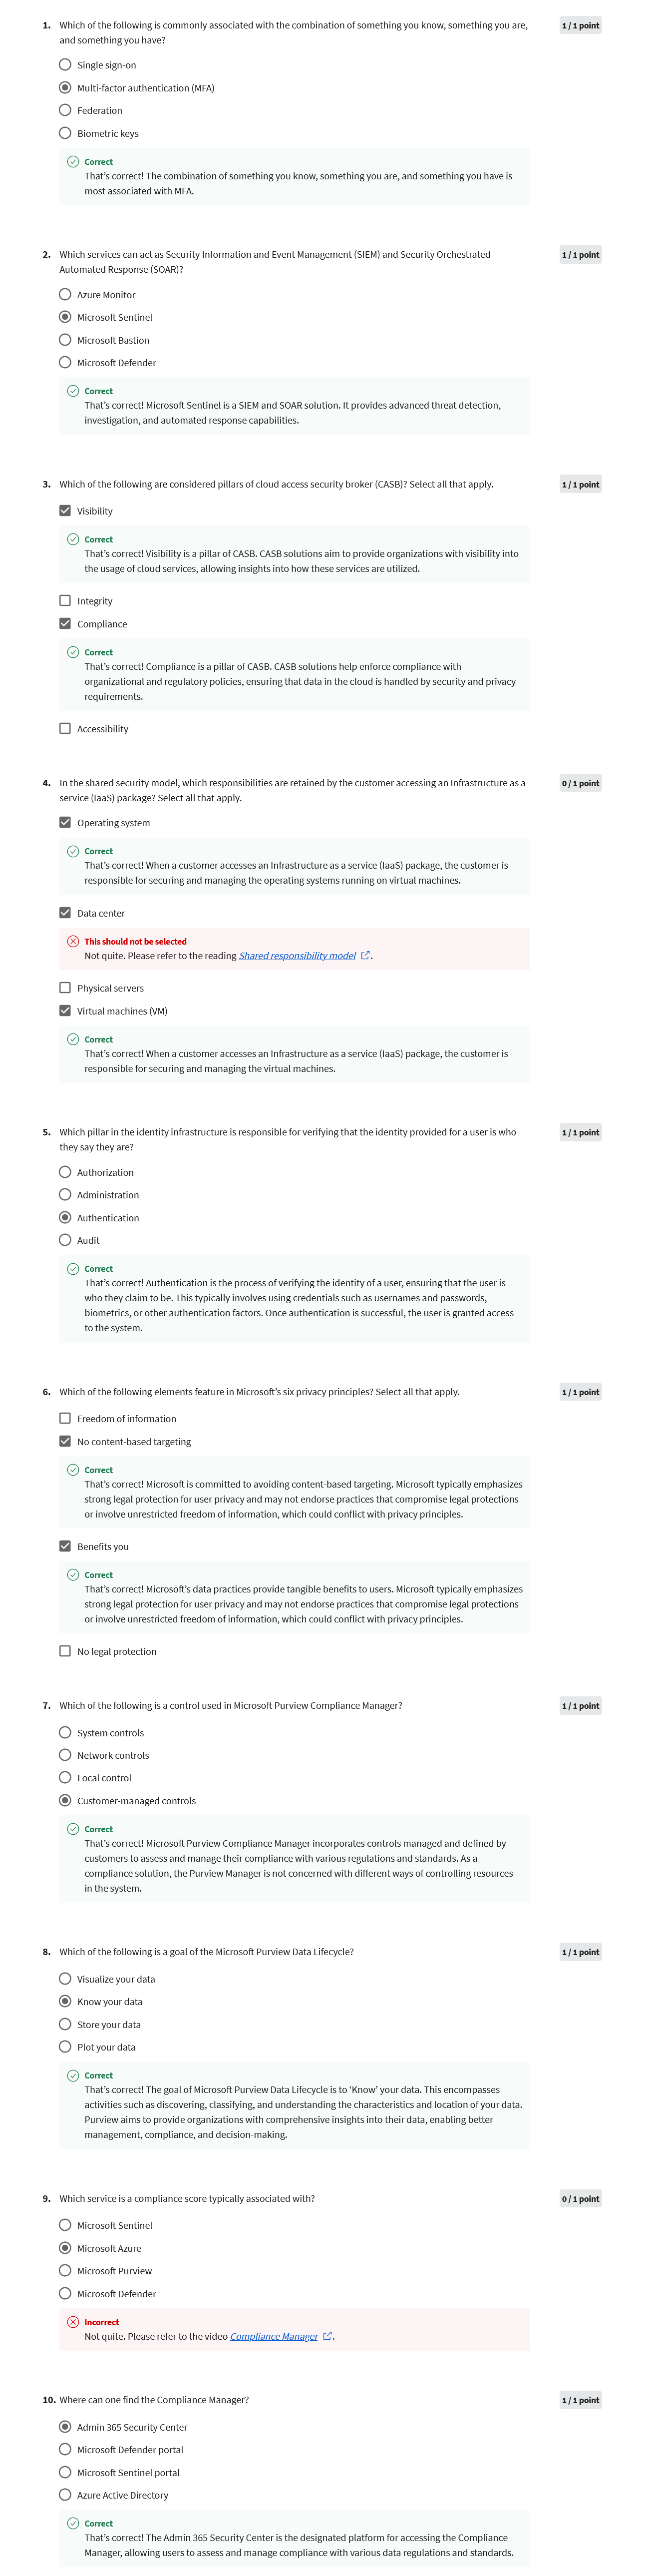 1. Which of the following is commonly associated with the combination of something you know, something you are, 1 / 1 point
and something you have?
Single sign-on
Multi-factor authentication (MFA)
Federation
Biometric keys
Correct
That's correct! The combination of something you know, something you are, and something you have is
most associated with MFA.
2. Which services can act as Security Information and Event Management (SIEM) and Security Orchestrated 1 / 1 point
Automated Response (SOAR)?
Azure Monitor
Microsoft Sentinel
Microsoft Bastion
Microsoft Defender
Correct
That's correct! Microsoft Sentinel is a SIEM and SOAR solution. It provides advanced threat detection,
investigation, and automated response capabilities.
3. Which of the following are considered pillars of cloud access security broker (CASB)? Select all that apply. 1 / 1 point
Visibility
Correct
That's correct! Visibility is a pillar of CASB. CASB solutions aim to provide organizations with visibility into
the usage of cloud services, allowing insights into how these services are utilized.
Integrity
Compliance
Correct
That's correct! Compliance is a pillar of CASB. CASB solutions help enforce compliance with
organizational and regulatory policies, ensuring that data in the cloud is handled by security and privacy
requirements.
Accessibility
4. In the shared security model, which responsibilities are retained by the customer accessing an Infrastructure as a 0 / 1 point
service (IaaS) package? Select all that apply.
Operating system
Correct
That's correct! When a customer accesses an Infrastructure as a service (IaaS) package, the customer is
responsible for securing and managing the operating systems running on virtual machines.
Data center
This should not be selected
Not quite. Please refer to the reading Shared responsibility model.
Physical servers
Virtual machines (VM)
Correct
That's correct! When a customer accesses an Infrastructure as a service (IaaS) package, the customer is
responsible for securing and managing the virtual machines.
5. Which pillar in the identity infrastructure is responsible for verifying that the identity provided for a user is who 1 / 1 point
they say they are?
Authorization
Administration
Authentication
Audit
Correct
That's correct! Authentication is the process of verifying the identity of a user, ensuring that the user is
who they claim to be. This typically involves using credentials such as usernames and passwords,
biometrics, or other authentication factors. Once authentication is successful, the user is granted access
to the system.
6. Which of the following elements feature in Microsoft's six privacy principles? Select all that apply. 1 / 1 point
Freedom of information
No content-based targeting
Correct
That's correct! Microsoft is committed to avoiding content-based targeting. Microsoft typically emphasizes
strong legal protection for user privacy and may not endorse practices that compromise legal protections
or involve unrestricted freedom of information, which could conflict with privacy principles.
Benefits you
Correct
That's correct! Microsoft's data practices provide tangible benefits to users. Microsoft typically emphasizes
strong legal protection for user privacy and may not endorse practices that compromise legal protections
or involve unrestricted freedom of information, which could conflict with privacy principles.
No legal protection
7. Which of the following is a control used in Microsoft Purview Compliance Manager? 1 / 1 point
System controls
Network controls
Local control
Customer-managed controls
Correct
That's correct! Microsoft Purview Compliance Manager incorporates controls managed and defined by
customers to assess and manage their compliance with various regulations and standards. As a
compliance solution, the Purview Manager is not concerned with different ways of controlling resources
in the system.
8. Which of the following is a goal of the Microsoft Purview Data Lifecycle? 1 / 1 point
Visualize your data
Know your data
Store your data
Plot your data
Correct
That's correct! The goal of Microsoft Purview Data Lifecycle is to 'Know' your data. This encompasses
activities such as discovering, classifying, and understanding the characteristics and location of your data.
Purview aims to provide organizations with comprehensive insights into their data, enabling better
management, compliance, and decision-making.
9. Which service is a compliance score typically associated with? 0 / 1 point
Microsoft Sentinel
Microsoft Azure
Microsoft Purview
Microsoft Defender
Incorrect
Not quite. Please refer to the video Compliance Manager.
10. Where can one find the Compliance Manager? 1 / 1 point
Admin 365 Security Center
Microsoft Defender portal
Microsoft Sentinel portal
Azure Active Directory
Correct
That's correct! The Admin 365 Security Center is the designated platform for accessing the Compliance
Manager, allowing users to assess and manage compliance with various data regulations and standards.